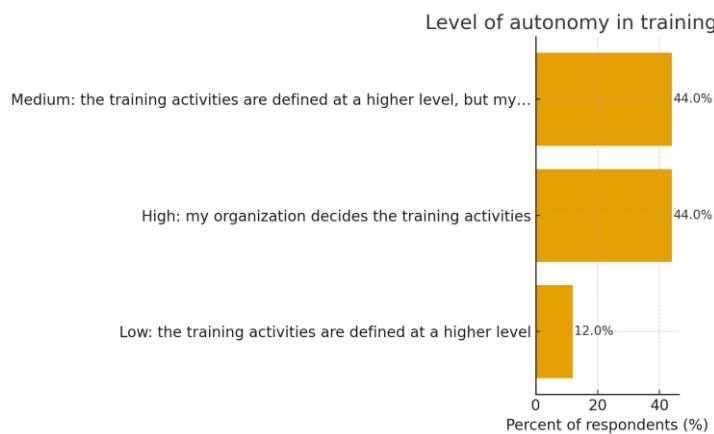 Level of autonomy in training
Medium: the training activities are defined at a higher level, but my...
44.0%
High: my organization decides the training activities
44.0%
Low: the training activities are defined at a higher level
12.0%
0 20 40
Percent of respondents (%)